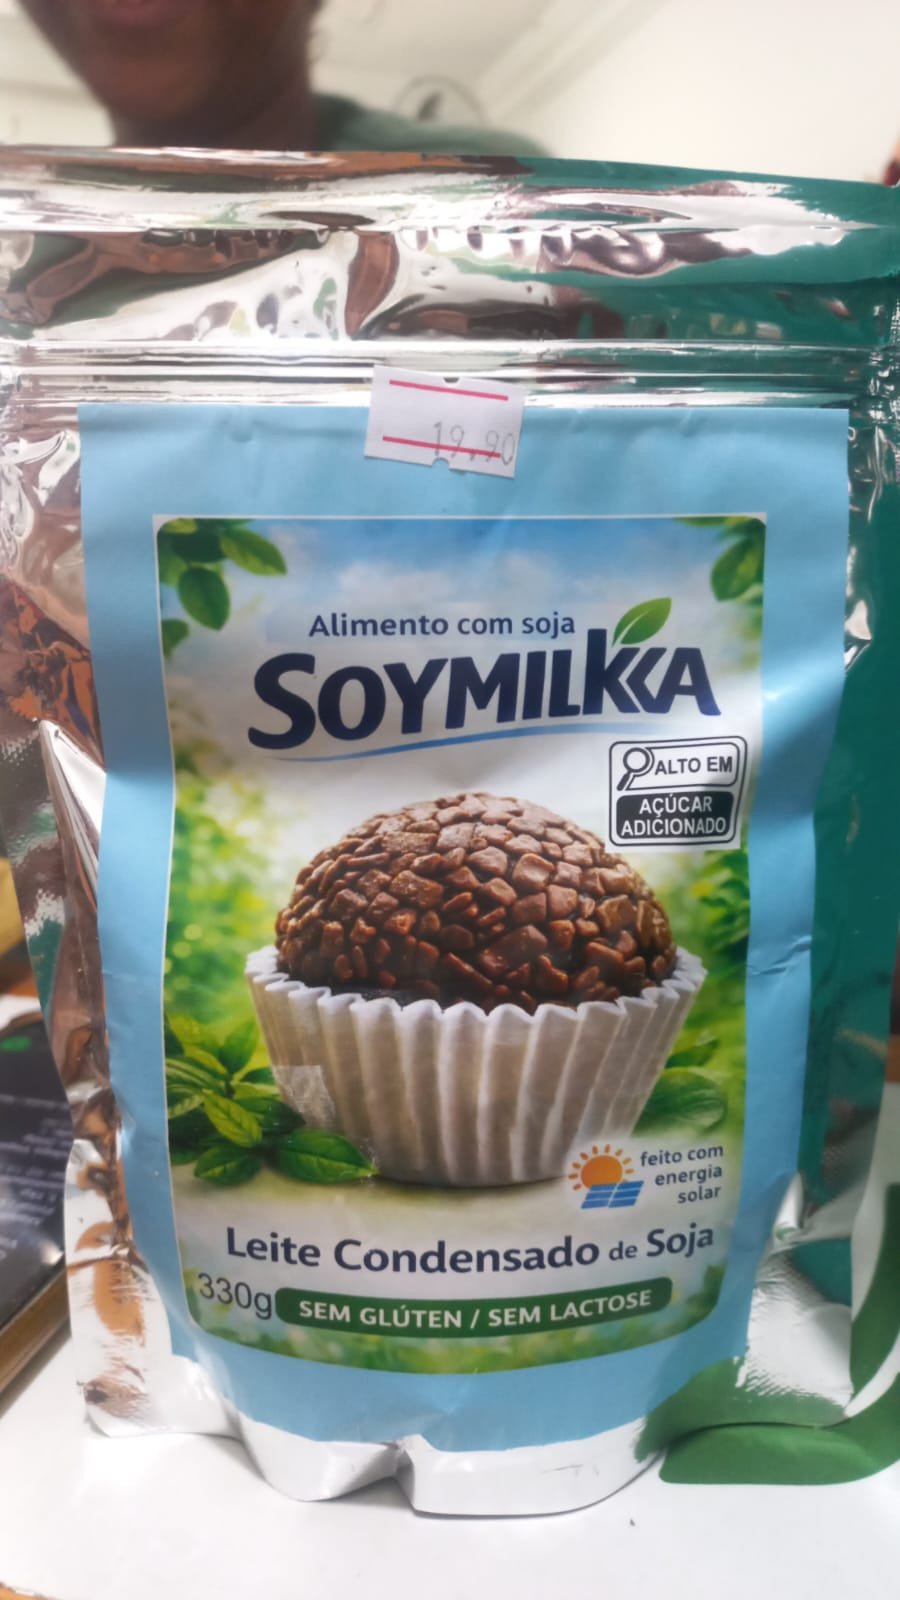 19.90
Alimento com soja
SOYMILKKA
ALTO EM
AÇÚCAR
ADICIONADO
feito com
energia
solar
Leite Condensado de Soja
330g
SEM GLÚTEN / SEM LACTOSE